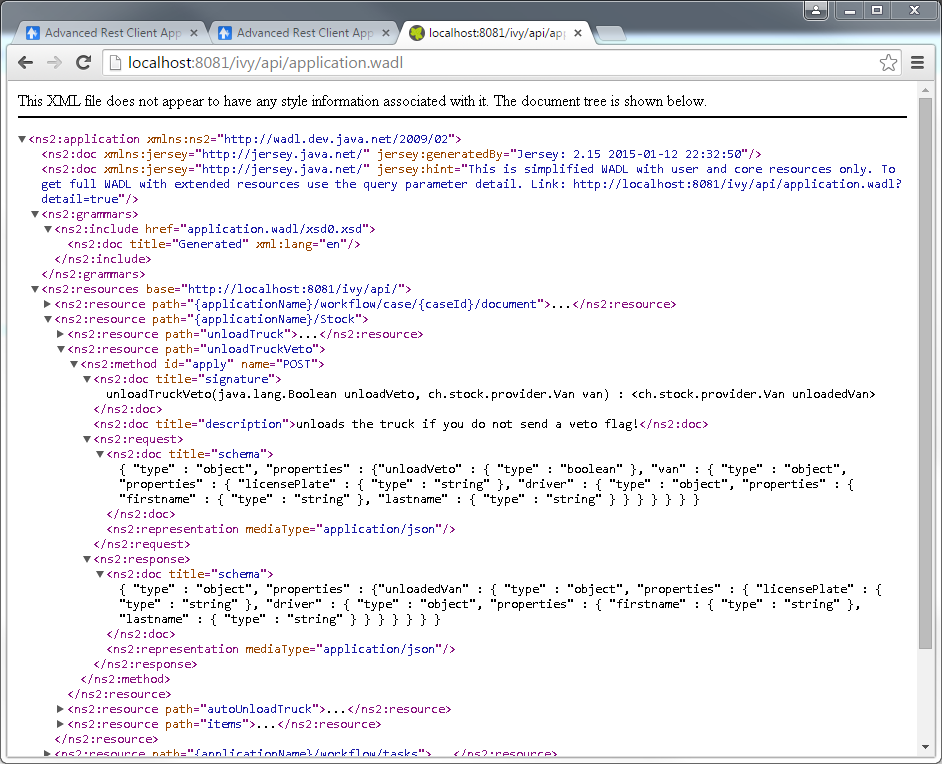 Advanced Rest Client App
Advanced Rest Client App
localhost:8081/ivy/api/app
localhost:8081/ivy/api/application.wadl
This XML file does not appear to have any style information associated with it. The document tree is shown below.
▼<ns2:application xmlns:ns2="http://wadl.dev.java.net/2009/02">
<ns2:doc xmlns:jersey="http://jersey.java.net/" jersey:generatedBy="Jersey: 2.15 2015-01-12 22:32:50"/>
<ns2:doc xmlns:jersey="http://jersey.java.net/" jersey:hint="This is simplified WADL with user and core resources only. To
get full WADL with extended resources use the query parameter detail. Link: http://localhost:8081/ivy/api/application.wadl?
detail=true"/>
▼<ns2:grammars>
▼<ns2:include href="application.wadl/xsd0.xsd">
<ns2:doc title="Generated" xml:lang="en"/>
</ns2:include>
</ns2:grammars>
▼<ns2:resources base="http://localhost:8081/ivy/api/">
▶<ns2:resource path="{applicationName}/workflow/case/{caseId}/document">...</ns2:resource>
▼<ns2:resource path="{applicationName}/Stock">
▶<ns2:resource path="unloadTruck">...</ns2:resource>
▼<ns2:resource path="unloadTruckVeto">
▼<ns2:method id="apply" name="POST">
▼<ns2:doc title="signature">
unloadTruckVeto(java.lang.Boolean unloadVeto, ch.stock.provider.Van van) : <ch.stock.provider.Van unloadedVan>
</ns2:doc>
<ns2:doc title="description">unloads the truck if you do not send a veto flag!</ns2:doc>
▼<ns2:request>
▼<ns2:doc title="schema">
{ "type" : "object", "properties" : {"unloadVeto" : { "type" : "boolean" }, "van" : { "type" : "object",
"properties" : { "licensePlate" : { "type" : "string" }, "driver" : { "type" : "object", "properties" : {
"firstname" : { "type" : "string" }, "lastname" : { "type" : "string" } } } } } } }
</ns2:doc>
<ns2:representation mediaType="application/json"/>
</ns2:request>
▼<ns2:response>
▼<ns2:doc title="schema">
{ "type" : "object", "properties" : {"unloadedVan" : { "type" : "object", "properties" : { "licensePlate" : {
"type" : "string" }, "driver" : { "type" : "object", "properties" : { "firstname" : { "type" : "string" },
"lastname" : { "type" : "string" } } } } } } }
</ns2:doc>
<ns2:representation mediaType="application/json"/>
</ns2:response>
</ns2:method>
</ns2:resource>
▶<ns2:resource path="autoUnloadTruck">...</ns2:resource>
▶<ns2:resource path="items">...</ns2:resource>
</ns2:resource>
▶<ns2:resource path="{applicationName}/workflow/tasks">...</ns2:resource>